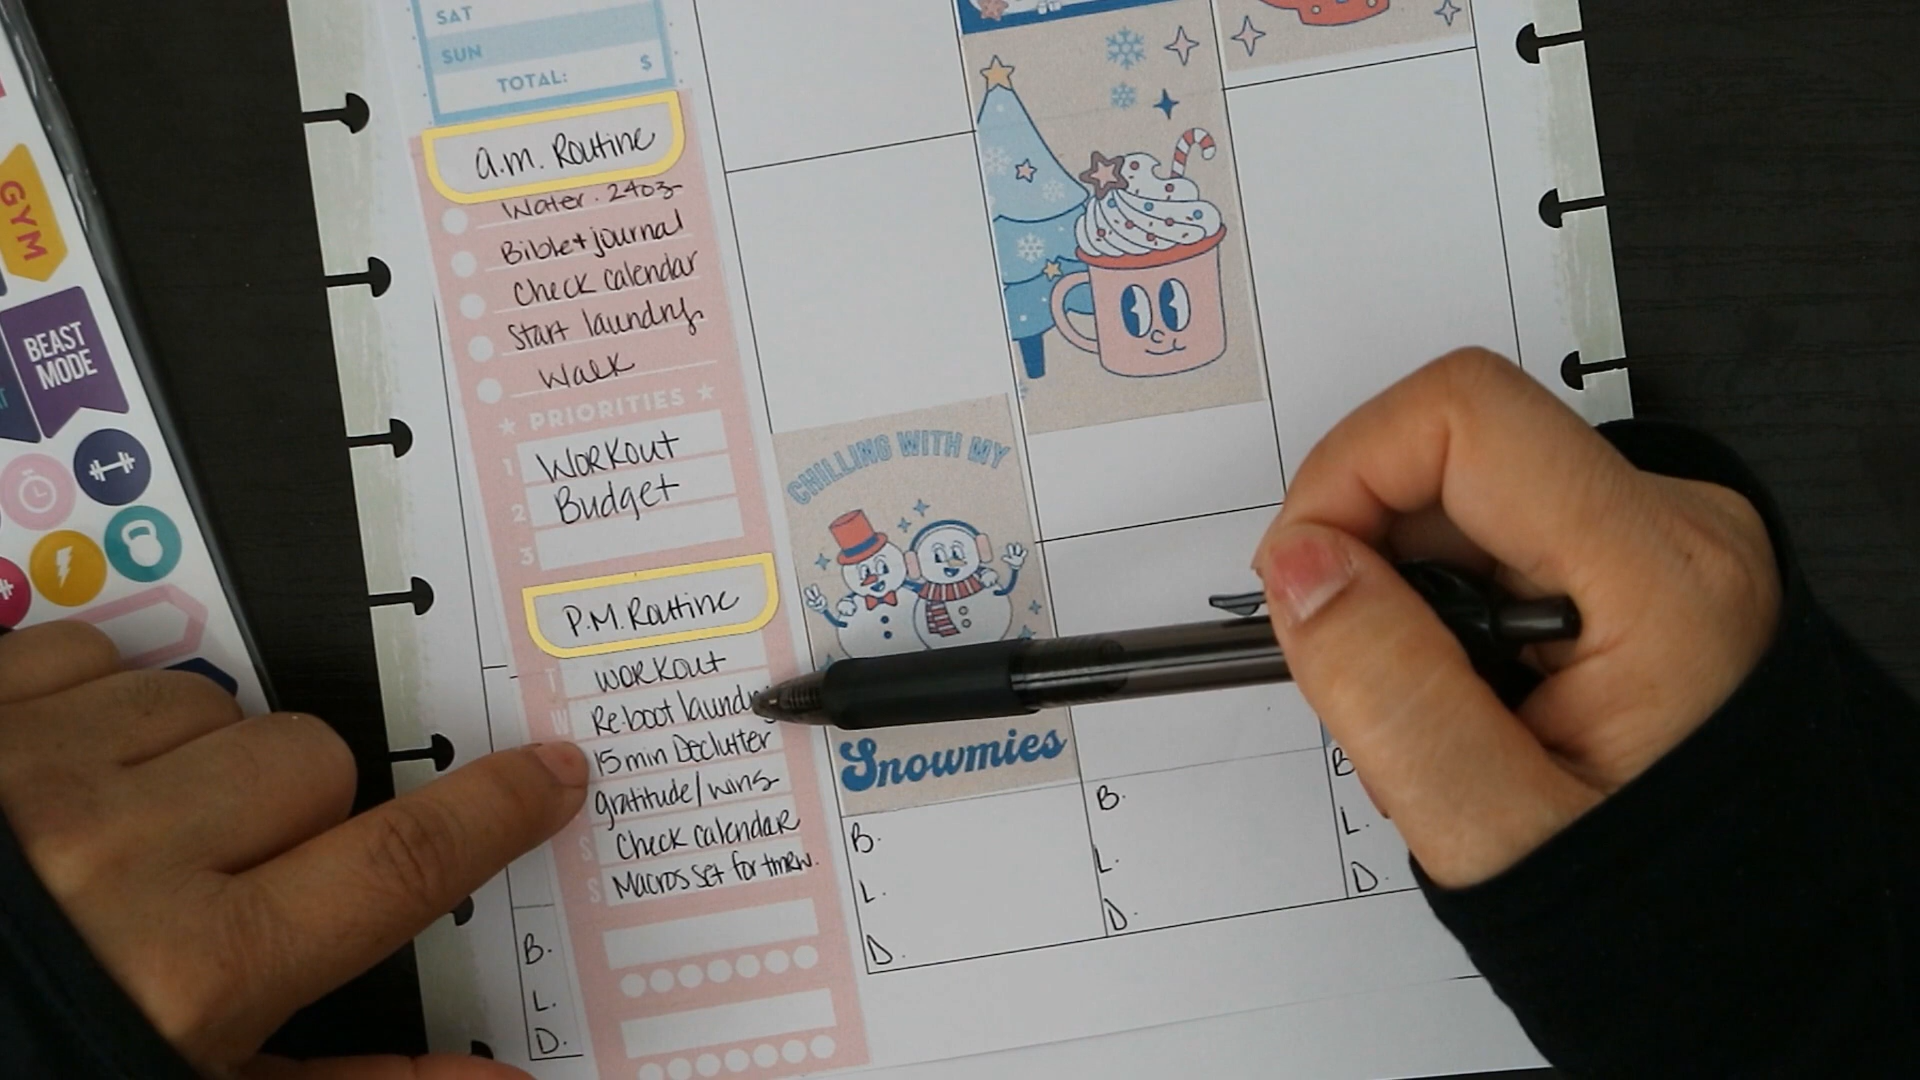 SAT
SUN
TOTAL: $
a.m. Routine
Water. 24oz
Bible+journal
Check calendar
Start laundry
Walk
★ PRIORITIES ★
1 Workout
2 Budget
3
P.M. Routine
T workout
W Re-boot laundry
15 min Declutter
gratitude/wins
S Check calendar
S Macros set for tmrw.
B.
L.
D.
CHILLING WITH MY
Snowmies
B.
L.
D.
B.
L.
D.
B
L.
D.
GYM
BEAST
MODE